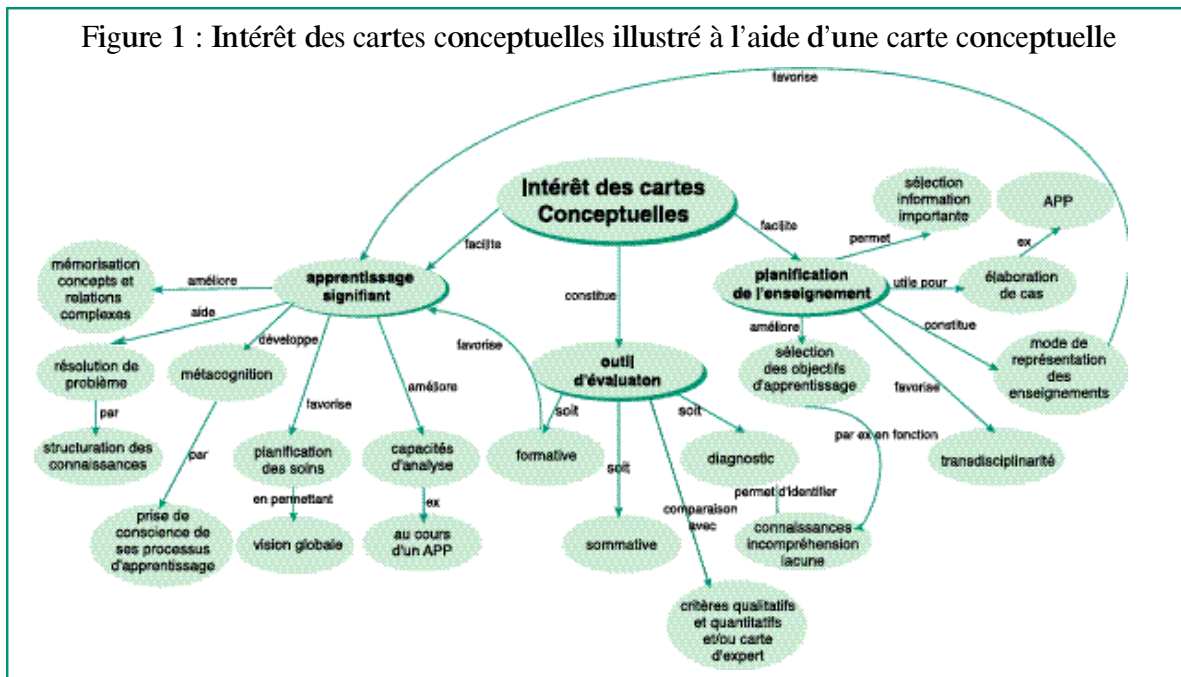 Figure 1 : Intérêt des cartes conceptuelles illustré à l'aide d'une carte conceptuelle
favorise
Intérêt des cartes
Conceptuelles
sélection
information
importante
APP
facilite
facilite
permet
ex
mémorisation
concepts et
relations
complexes
améliore
apprentissage
signifiant
constitue
planification
de l'enseignement
utile pour
élaboration
de cas
aide
développe
favorise
améliore
constitue
résolution de
problème
métacognition
améliore
outil
d'évaluaton
sélection
des objectifs
d'apprentissage
mode de
représentation
des
enseignements
favorise
par
favorise
soit
soit
par ex en fonction
structuration des
connaissances
par
planification
des soins
capacités
d'analyse
formative
soit
diagnostic
transdisciplinarité
en permettant
ex
permet d'identifier
comparaison
avec
prise de
conscience de
ses processus
d'apprentissage
vision globale
au cours
d'un APP
sommative
connaissances
incompréhension
lacune
critères qualitatifs
et quantitatifs
et/ou carte
d'expert